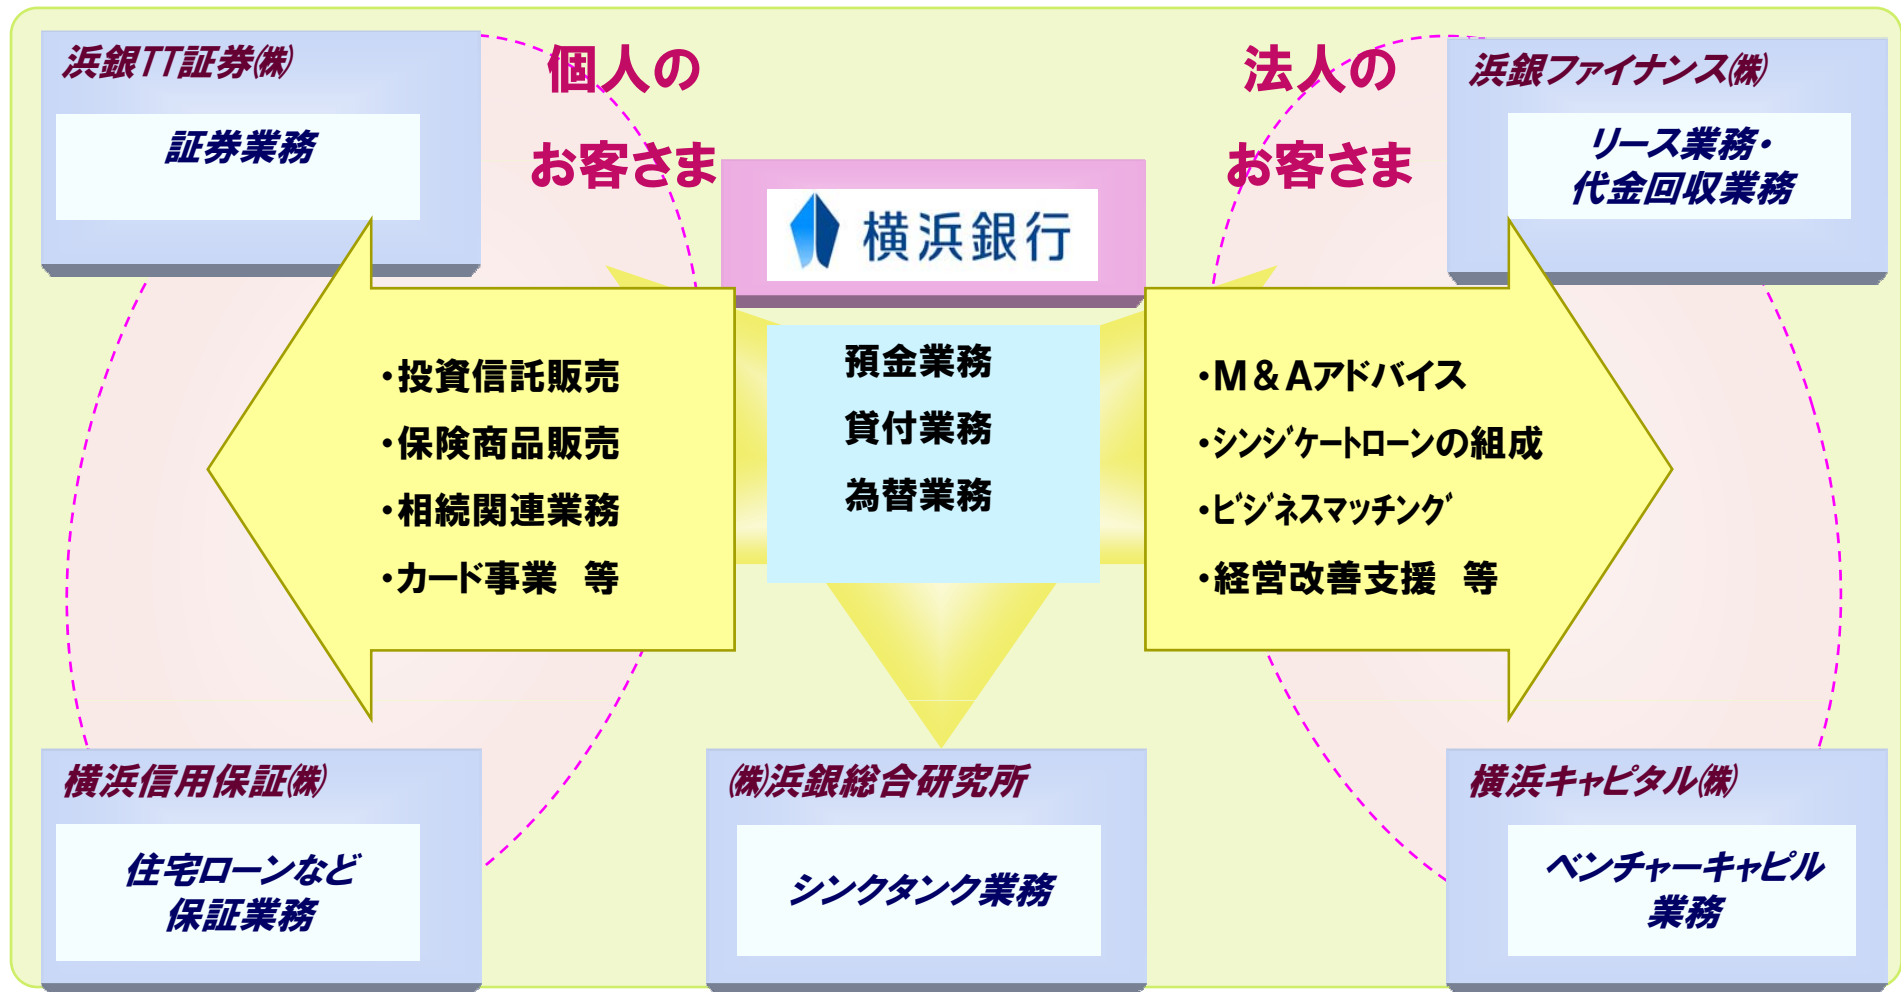 浜銀TT証券㈱
証券業務
個人の
お客さま
横浜銀行
預金業務
貸付業務
為替業務
法人の
お客さま
浜銀ファイナンス㈱
リース業務・
代金回収業務
・投資信託販売
・保険商品販売
・相続関連業務
・カード事業　等
・M＆Aアドバイス
・シンジケートローンの組成
・ビジネスマッチング
・経営改善支援　等
横浜信用保証㈱
住宅ローンなど
保証業務
㈱浜銀総合研究所
シンクタンク業務
横浜キャピタル㈱
ベンチャーキャピル
業務